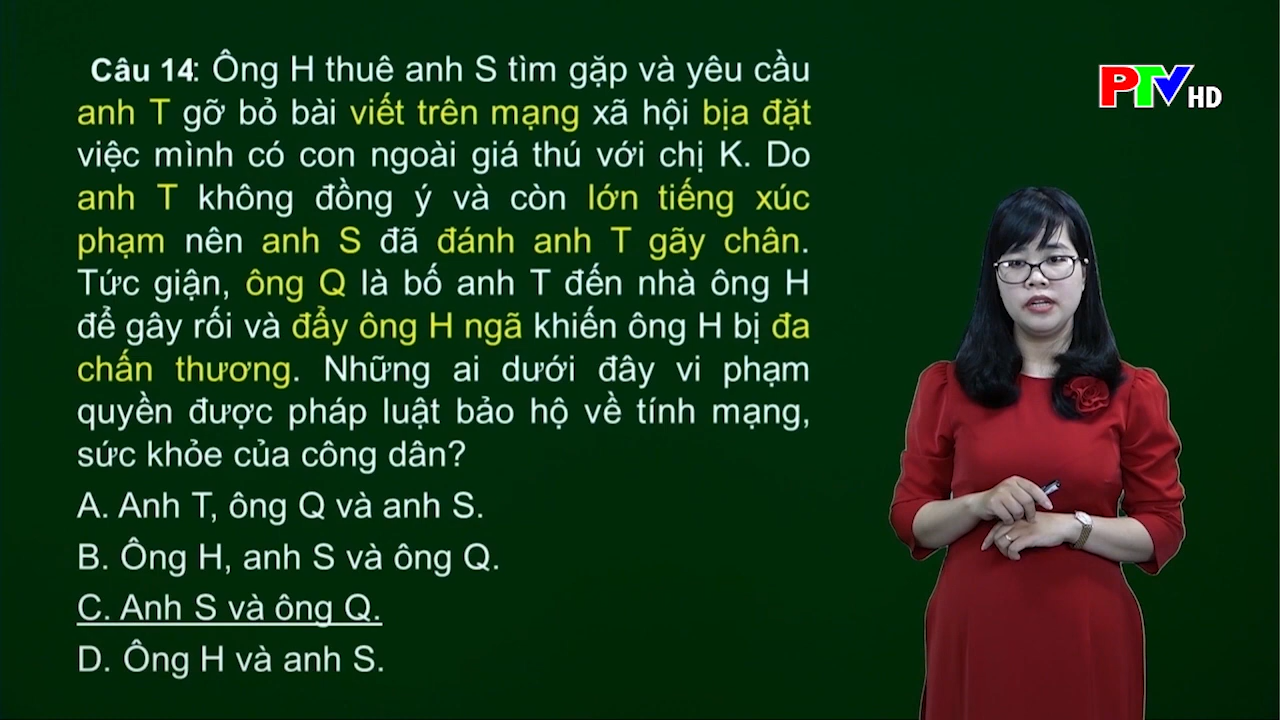 Câu 14: Ông H thuê anh S tìm gặp và yêu cầu
anh T gỡ bỏ bài viết trên mạng xã hội bịa đặt
việc mình có con ngoài giá thú với chị K. Do
anh T không đồng ý và còn lớn tiếng xúc
phạm nên anh S đã đánh anh T gãy chân.
Tức giận, ông Q là bố anh T đến nhà ông H
để gây rối và đẩy ông H ngã khiến ông H bị đa
chấn thương. Những ai dưới đây vi phạm
quyền được pháp luật bảo hộ về tính mạng,
sức khỏe của công dân?
A. Anh T, ông Q và anh S.
B. Ông H, anh S và ông Q.
C. Anh S và ông Q.
D. Ông H và anh S.
PTV HD